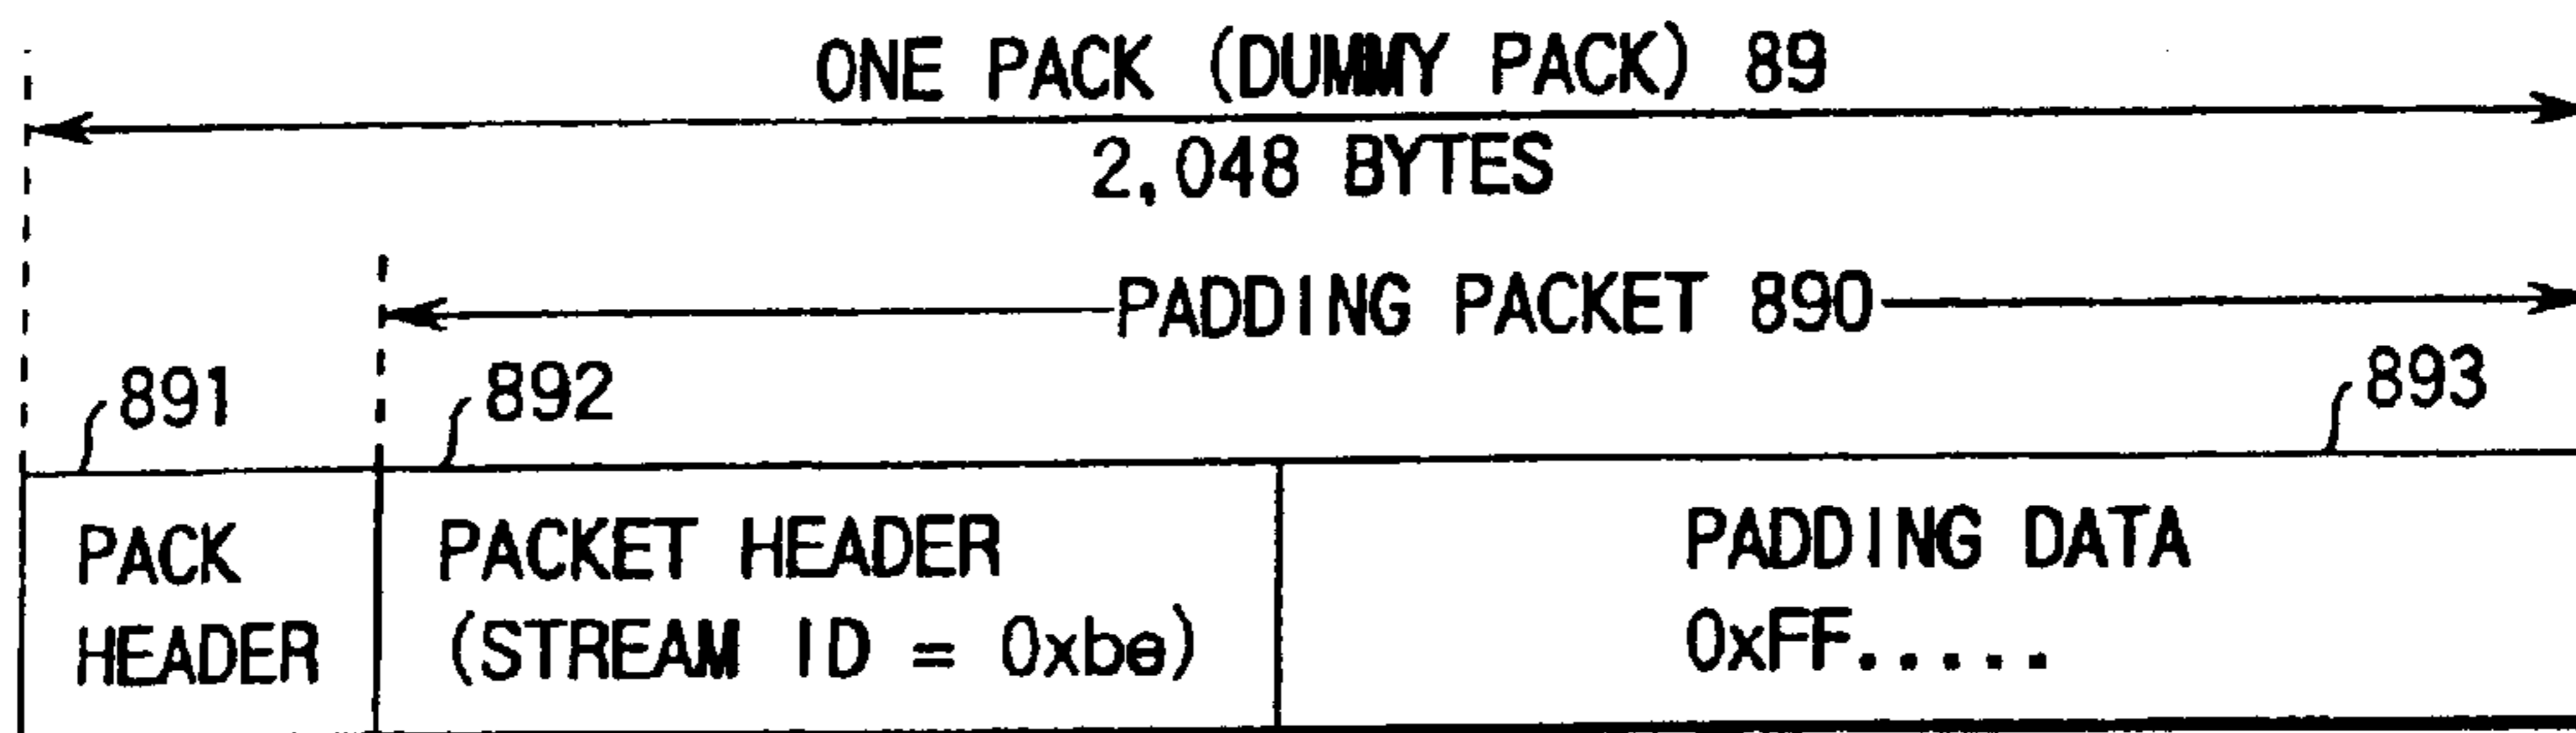 ONE PACK (DUMMY PACK) 89
2,048 BYTES
PADDING PACKET 890
891
892
893
PACK
HEADER
PACKET HEADER
(STREAM ID = 0xbe)
PADDING DATA
0xFF.....